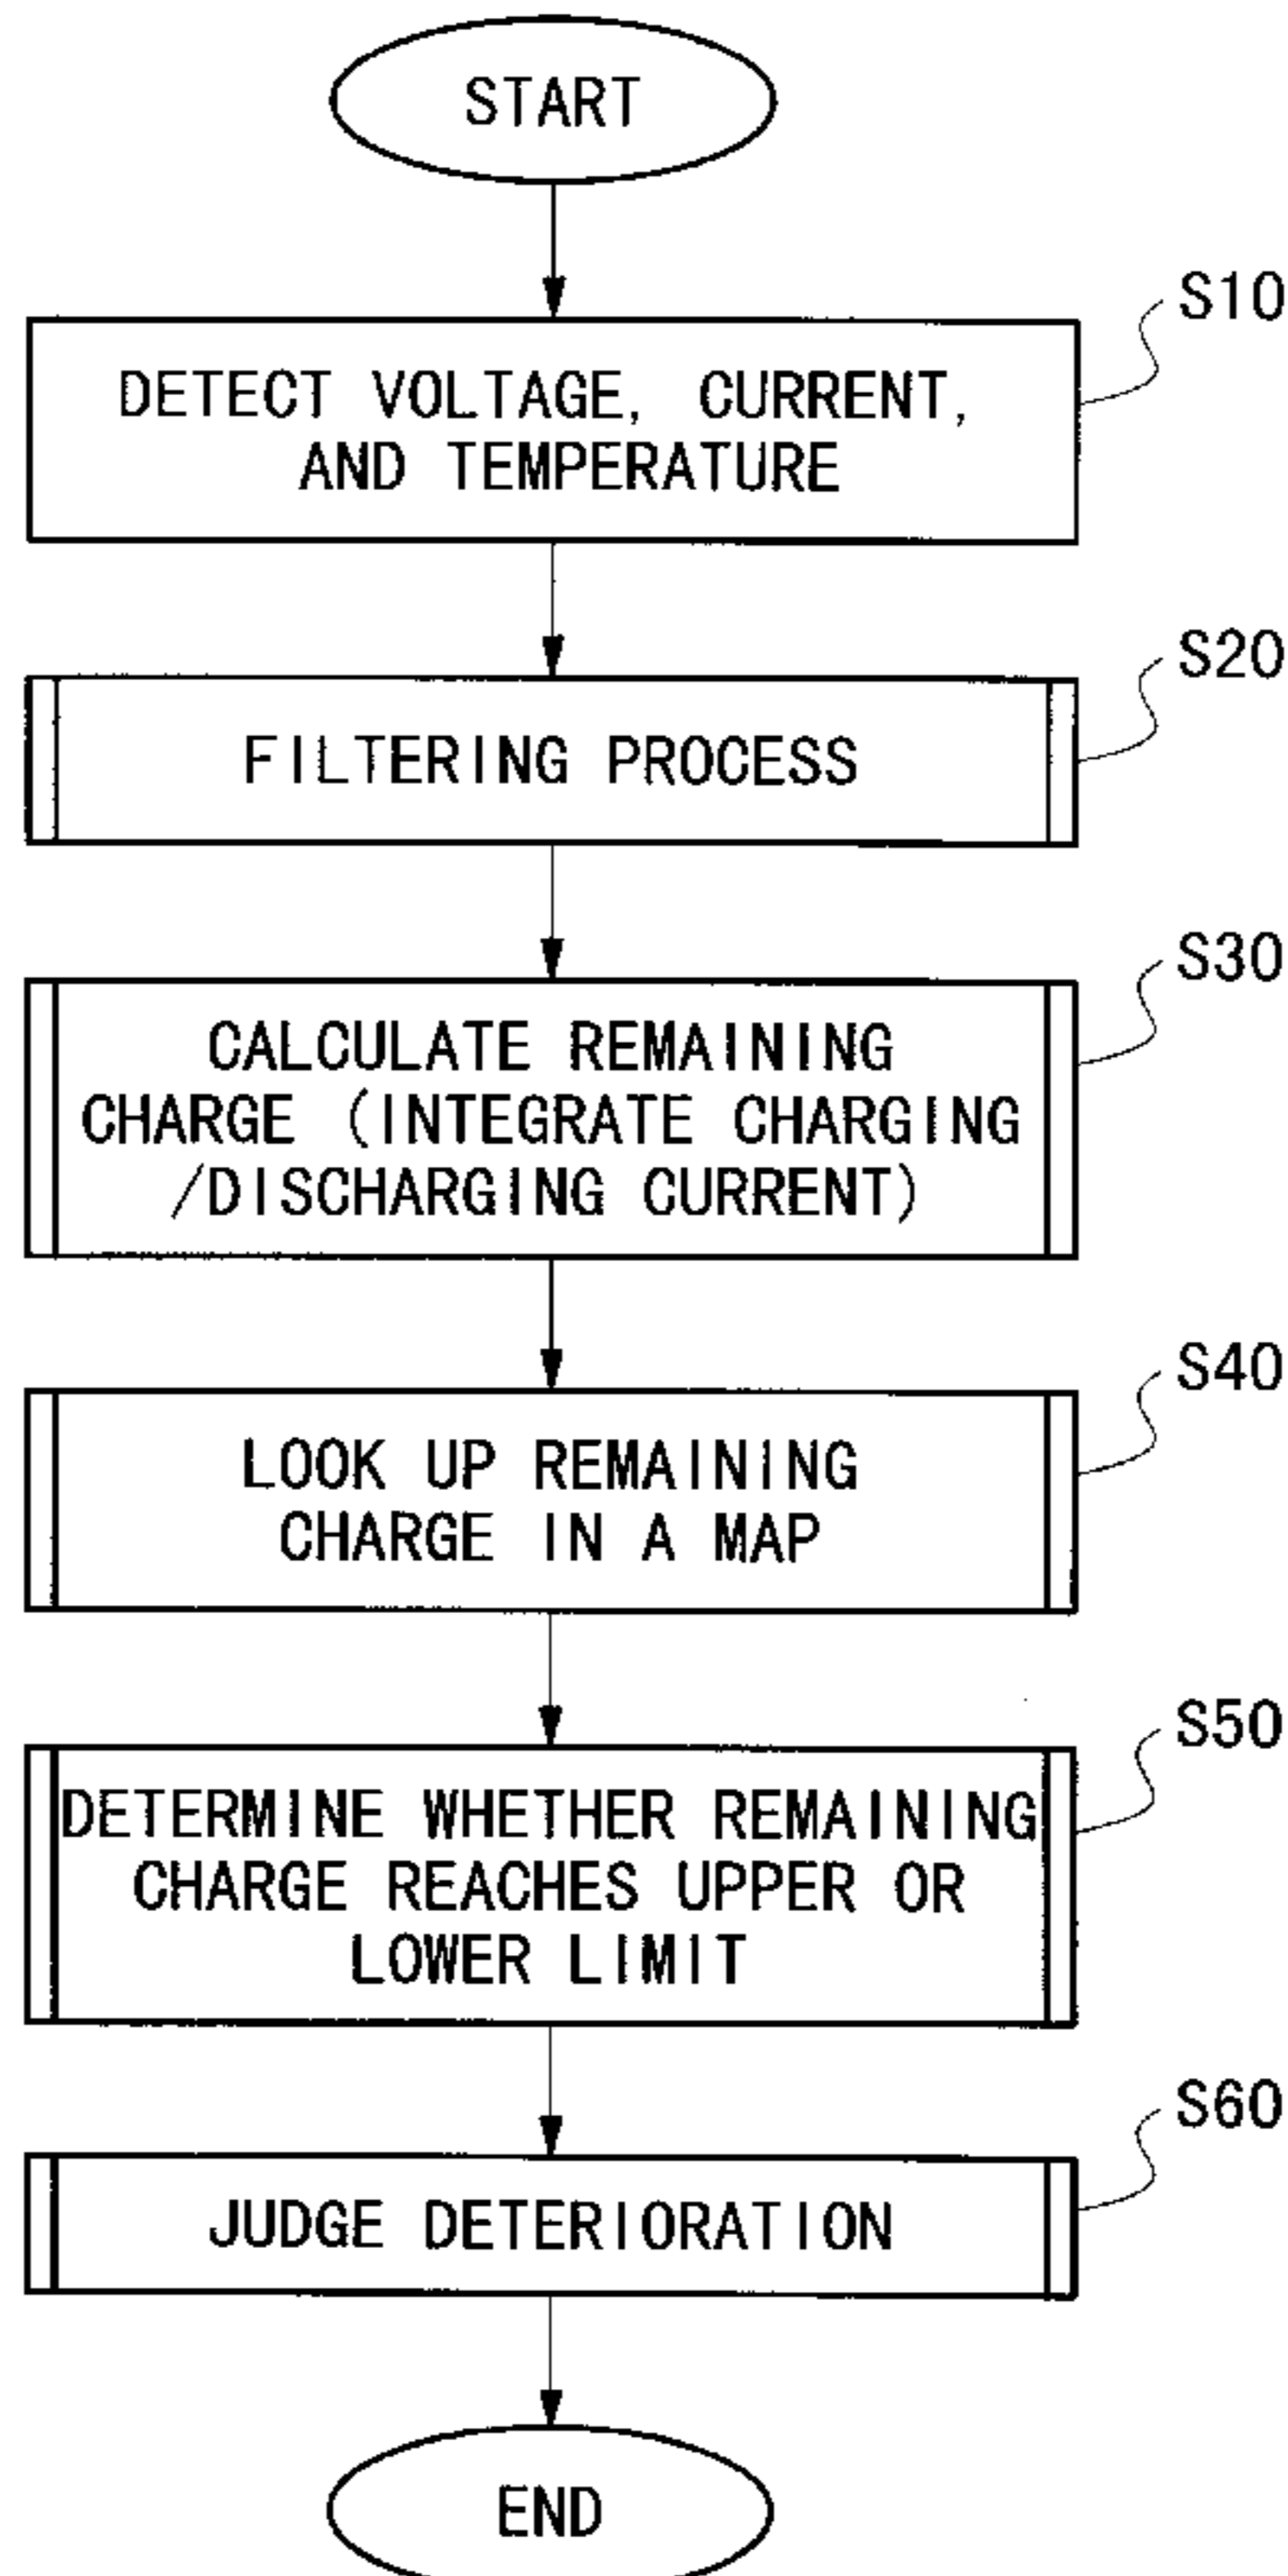 START
S10
DETECT VOLTAGE, CURRENT,
AND TEMPERATURE
S20
FILTERING PROCESS
S30
CALCULATE REMAINING
CHARGE (INTEGRATE CHARGING
/DISCHARGING CURRENT)
S40
LOOK UP REMAINING
CHARGE IN A MAP
S50
DETERMINE WHETHER REMAINING
CHARGE REACHES UPPER OR
LOWER LIMIT
S60
JUDGE DETERIORATION
END